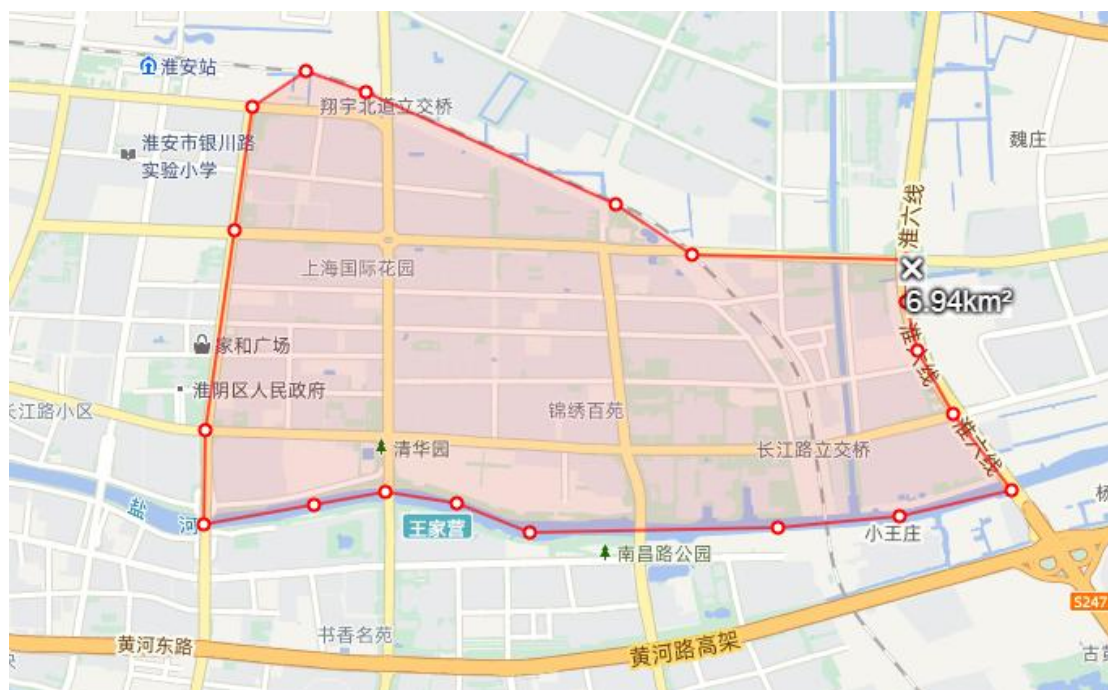 淮安站
翔宇北道立交桥
淮安市银川路
实验小学
魏庄
淮六线
上海国际花园
6.94km²
家和广场
淮六线
淮阴区人民政府
长江路小区
锦绣百苑
清华园
长江路立交桥
淮六线
盐
河
王家营
小王庄
杨
南昌路公园
S247
书香名苑
黄河东路
黄河路高架
古黄